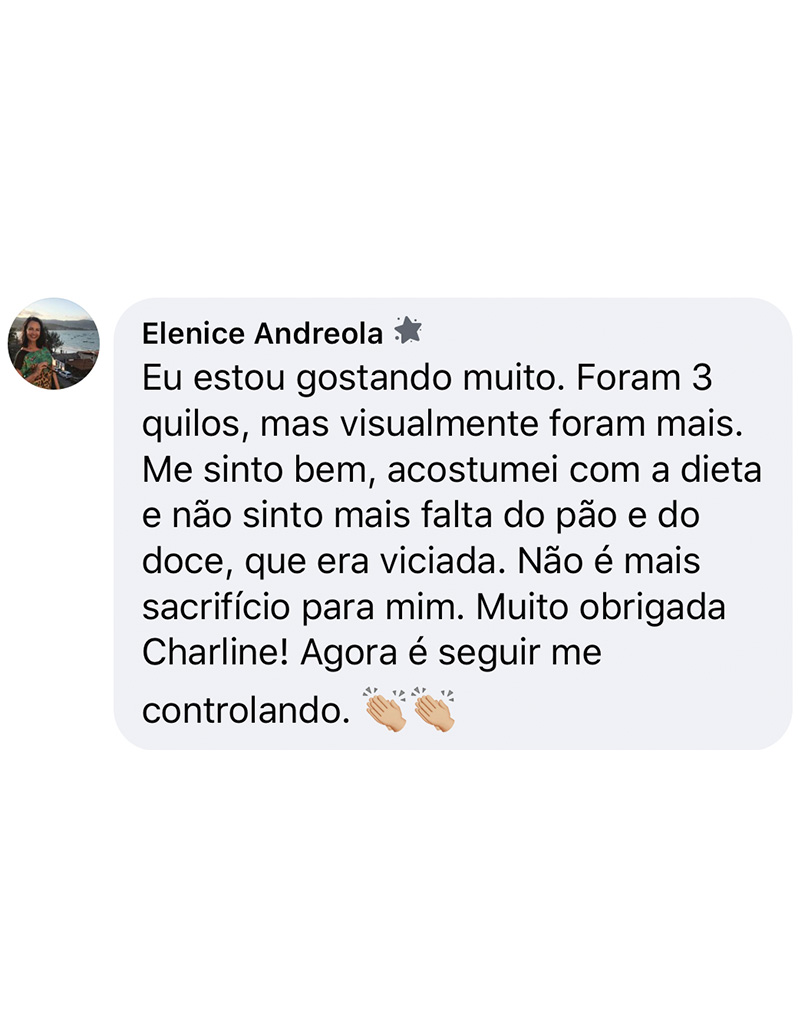 Elenice Andreola
Eu estou gostando muito. Foram 3
quilos, mas visualmente foram mais.
Me sinto bem, acostumei com a dieta
e não sinto mais falta do pão e do
doce, que era viciada. Não é mais
sacrifício para mim. Muito obrigada
Charline! Agora é seguir me
controlando. 👏🏼👏🏼